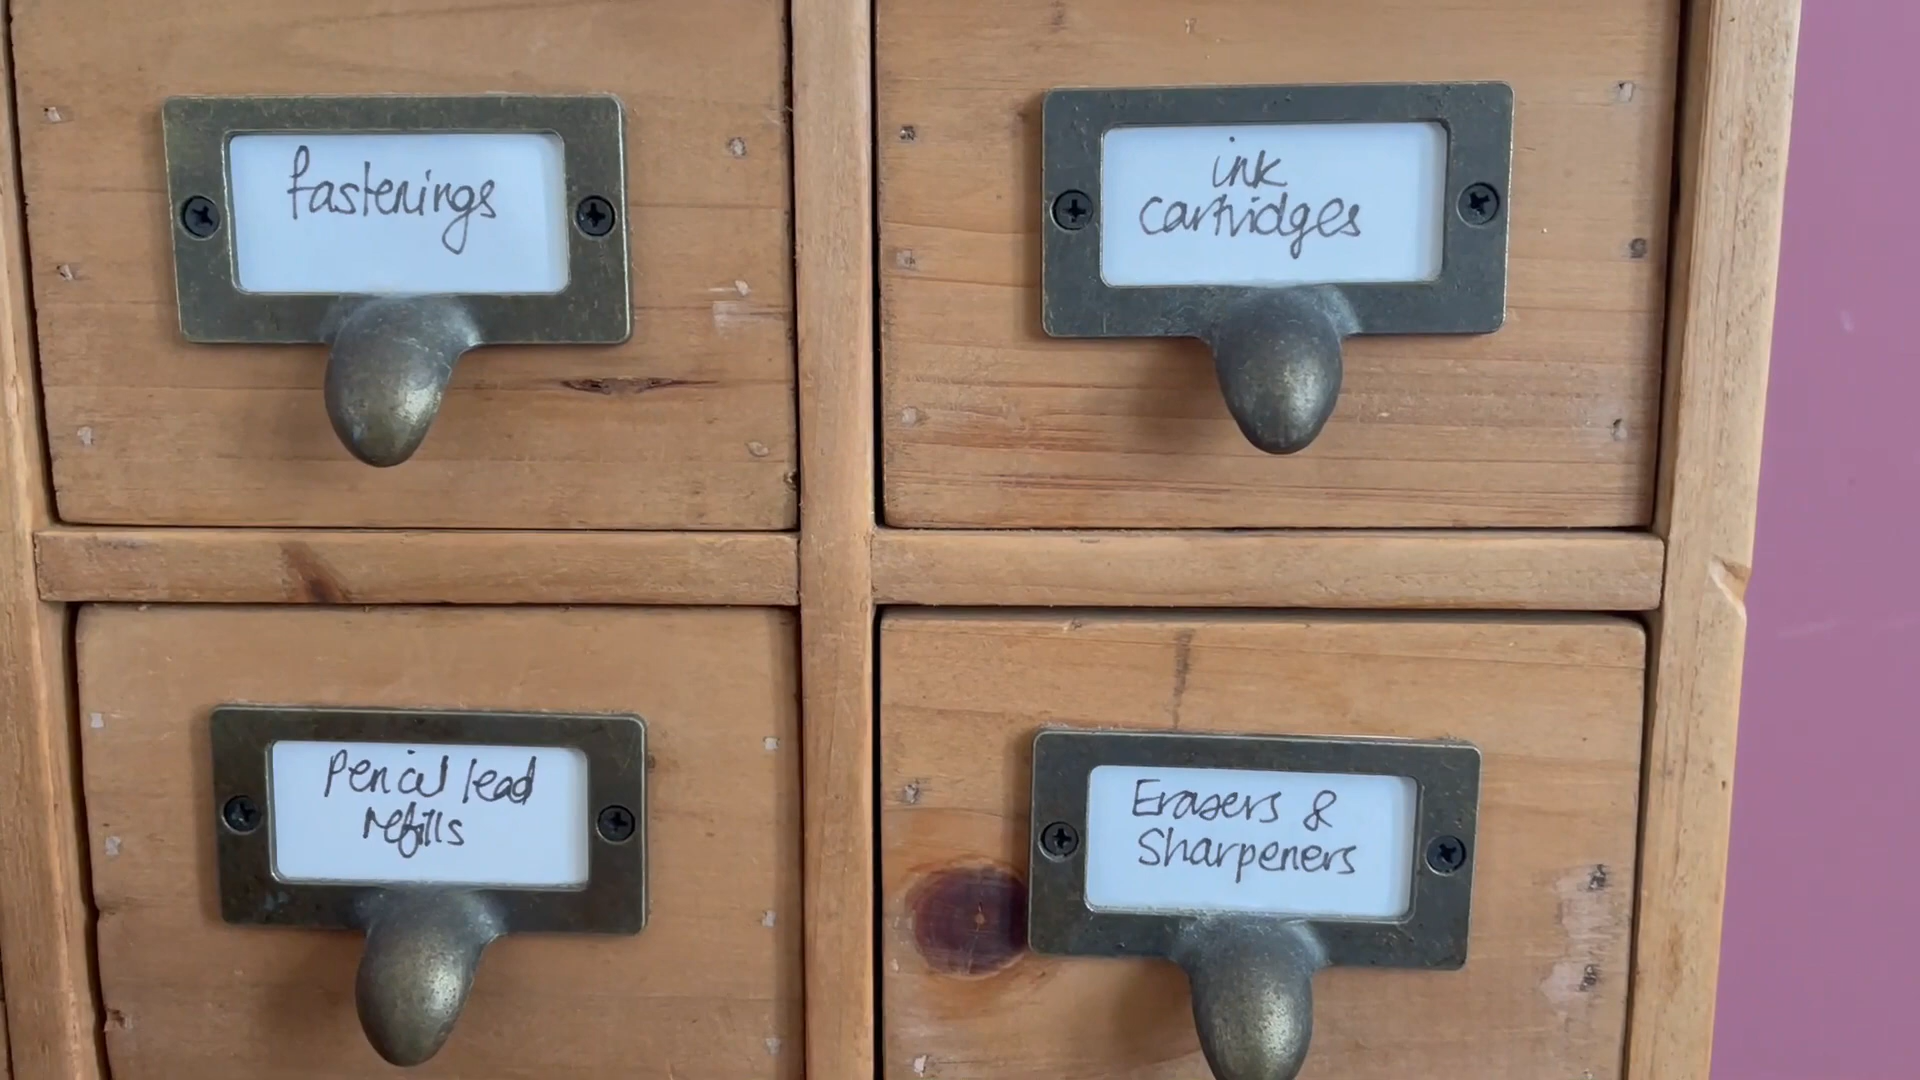 fastenings
ink
cartridges
Pencil lead
refills
Erasers &
Sharpeners